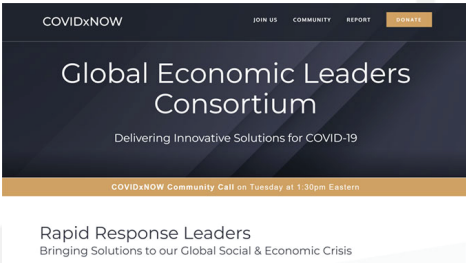 COVIDxNOW
JOIN US COMMUNITY REPORT DONATE
Global Economic Leaders
Consortium
Delivering Innovative Solutions for COVID-19
COVIDxNOW Community Call on Tuesday at 1:30pm Eastern
Rapid Response Leaders
Bringing Solutions to our Global Social & Economic Crisis